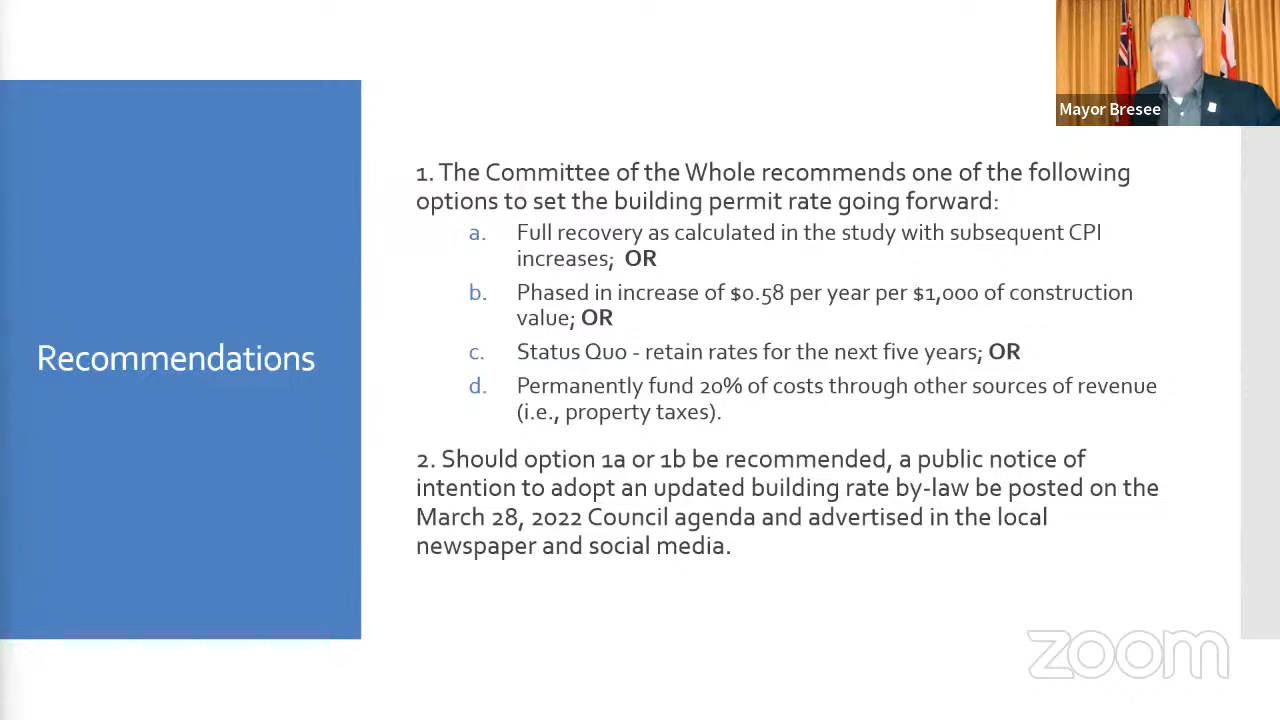 Mayor Bresee
Recommendations
1. The Committee of the Whole recommends one of the following
options to set the building permit rate going forward:
a. Full recovery as calculated in the study with subsequent CPI
increases; OR
b. Phased in increase of $0.58 per year per $1,000 of construction
value; OR
c. Status Quo - retain rates for the next five years; OR
d. Permanently fund 20% of costs through other sources of revenue
(i.e., property taxes).
2. Should option 1a or 1b be recommended, a public notice of
intention to adopt an updated building rate by-law be posted on the
March 28, 2022 Council agenda and advertised in the local
newspaper and social media.
zoom